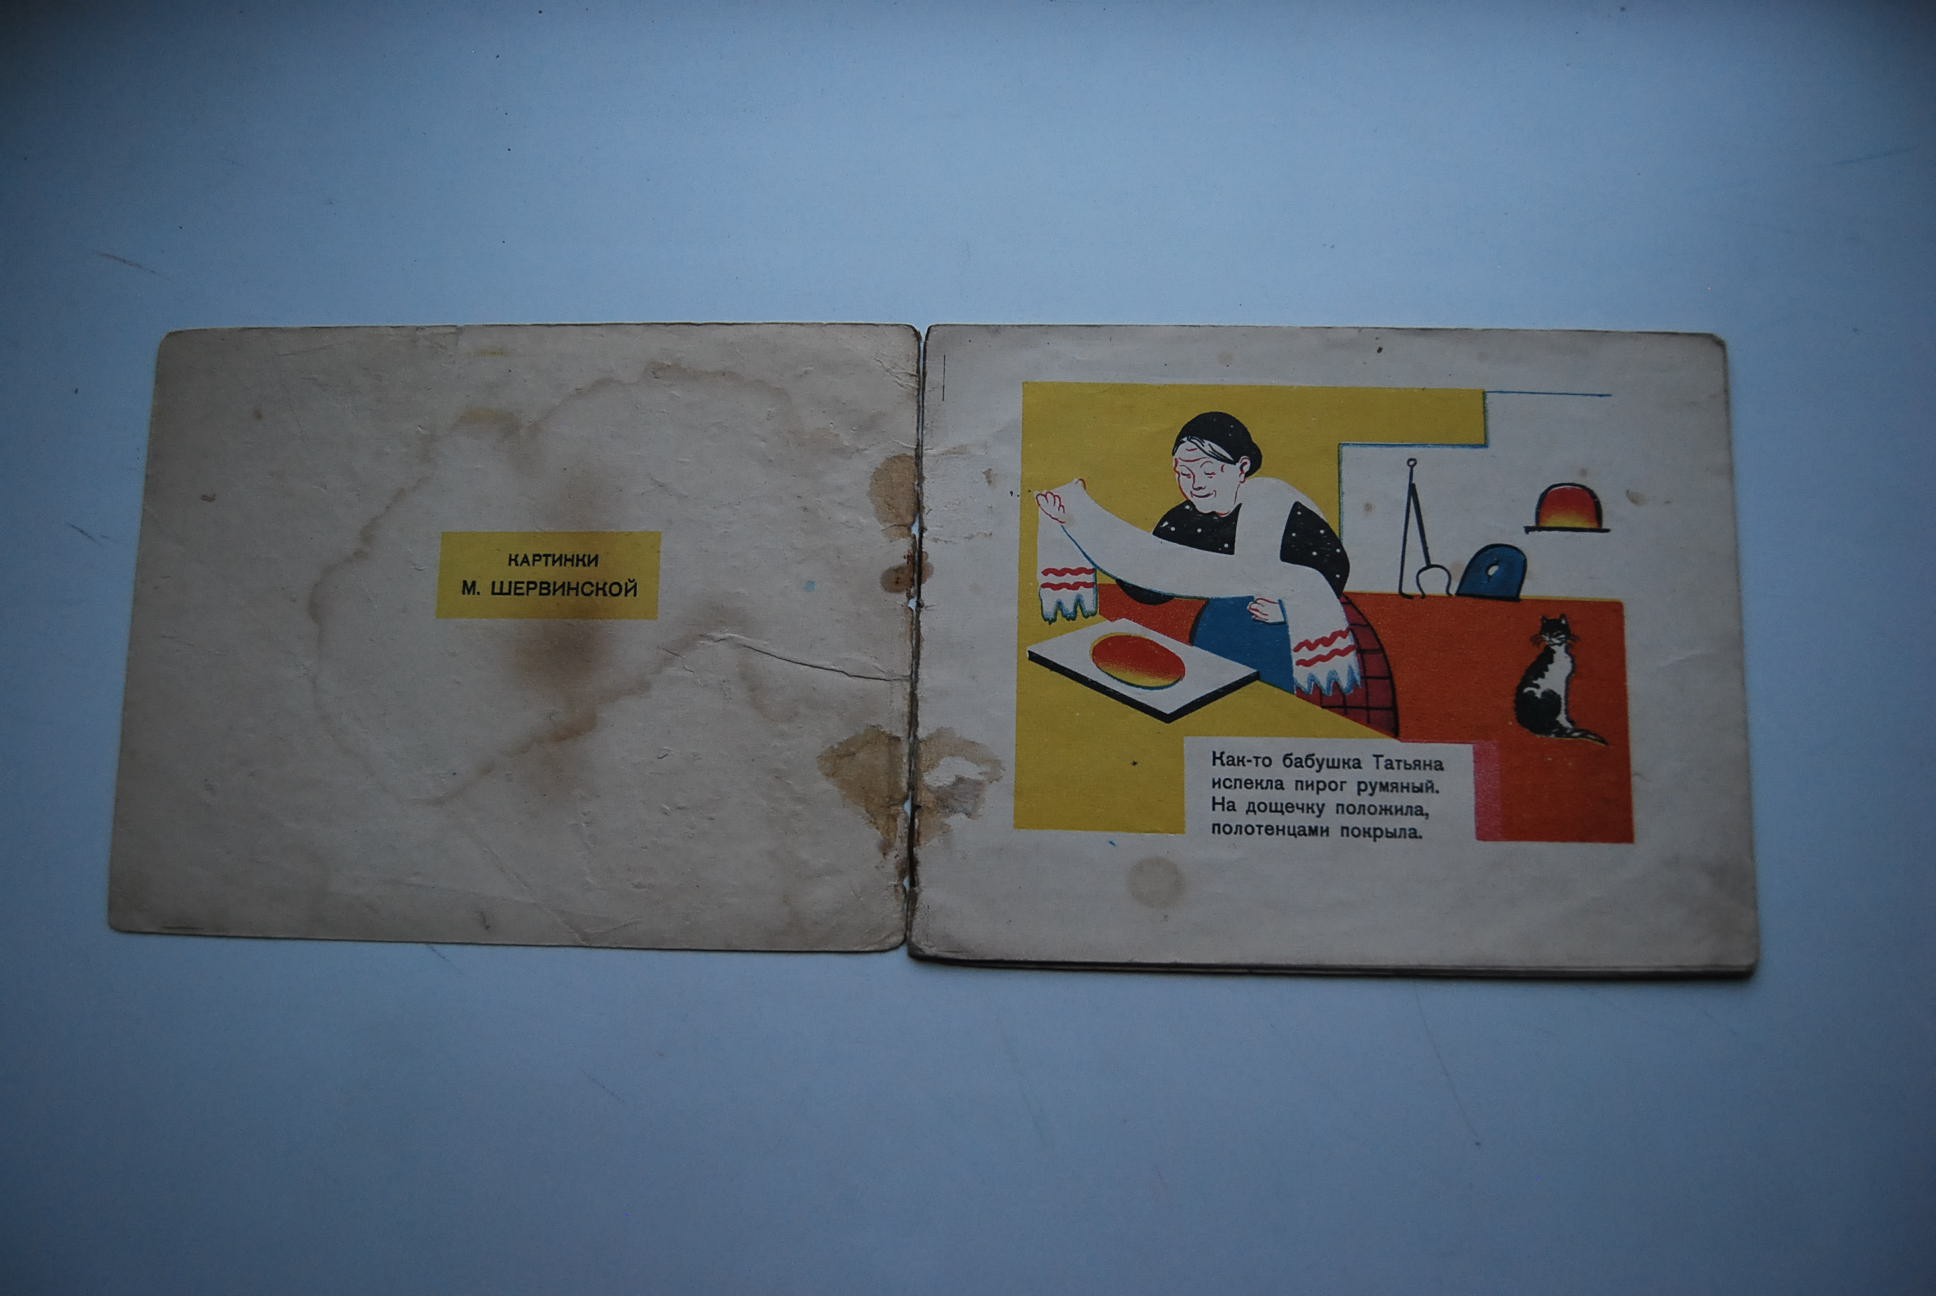 КАРТИНКИ
М. ШЕРВИНСКОЙ
Как-то бабушка Татьяна
испекла пирог румяный.
На дощечку положила,
полотенцами покрыла.